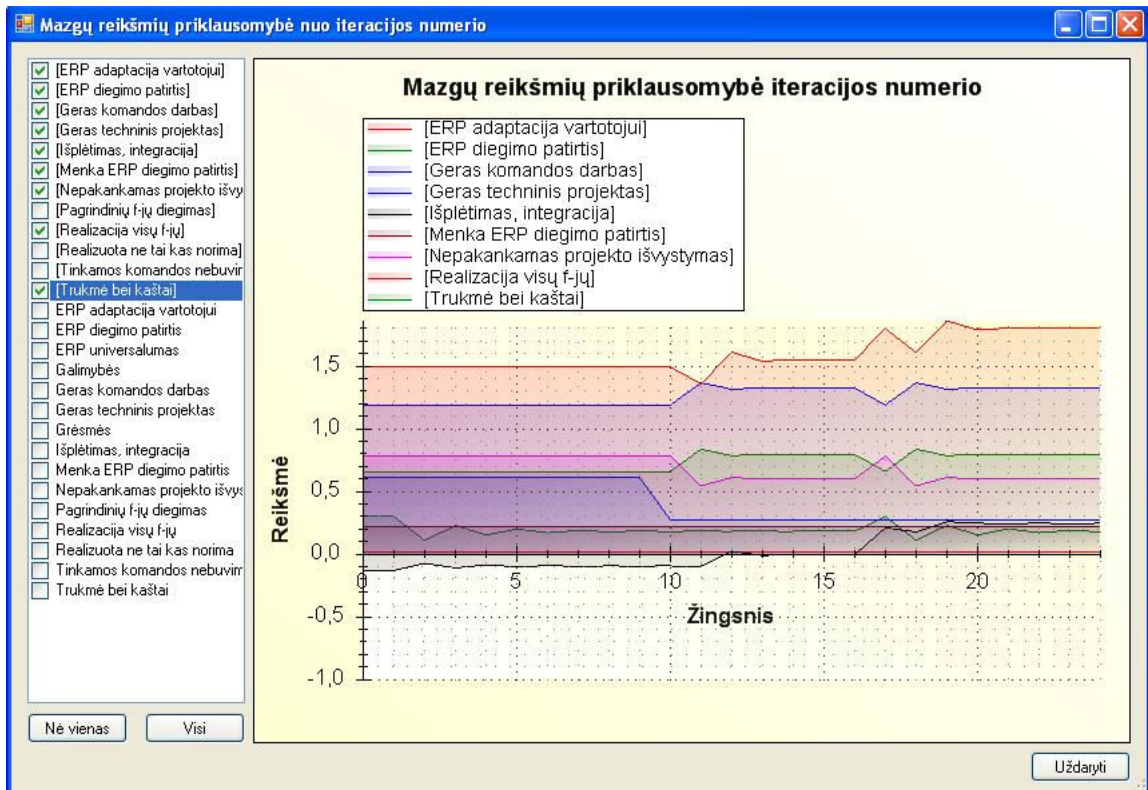 Mazgų reikšmių priklausomybė nuo iteracijos numerio
[ERP adaptacija vartotojui]
[ERP diegimo patirtis]
[Geras komandos darbas]
[Geras techninis projektas]
[Išplėtimas, integracija]
[Menka ERP diegimo patirtis]
[Nepakankamas projekto išvy
[Pagrindinių f-jų diegimas]
[Realizacija visų f-jų]
[Realizuota ne tai kas norima]
[Tinkamos komandos nebuvir
[Trukmė bei kaštai]
ERP adaptacija vartotojui
ERP diegimo patirtis
ERP universalumas
Galimybės
Geras komandos darbas
Geras techninis projektas
Grėsmės
Išplėtimas, integracija
Menka ERP diegimo patirtis
Nepakankamas projekto išvys
Pagrindinių f-jų diegimas
Realizacija visų f-jų
Realizuota ne tai kas norima
Tinkamos komandos nebuvim
Trukmė bei kaštai
Nė vienas
Visi
Mazgų reikšmių priklausomybė iteracijos numerio
[ERP adaptacija vartotojui]
[ERP diegimo patirtis]
[Geras komandos darbas]
[Geras techninis projektas]
[Išplėtimas, integracija]
[Menka ERP diegimo patirtis]
[Nepakankamas projekto išvystymas]
[Realizacija visų f-jų]
[Trukmė bei kaštai]
Reikšmė
1,5
1,0
0,5
0,0
-0,5
-1,0
0 5 10 15 20
Žingsnis
Uždaryti